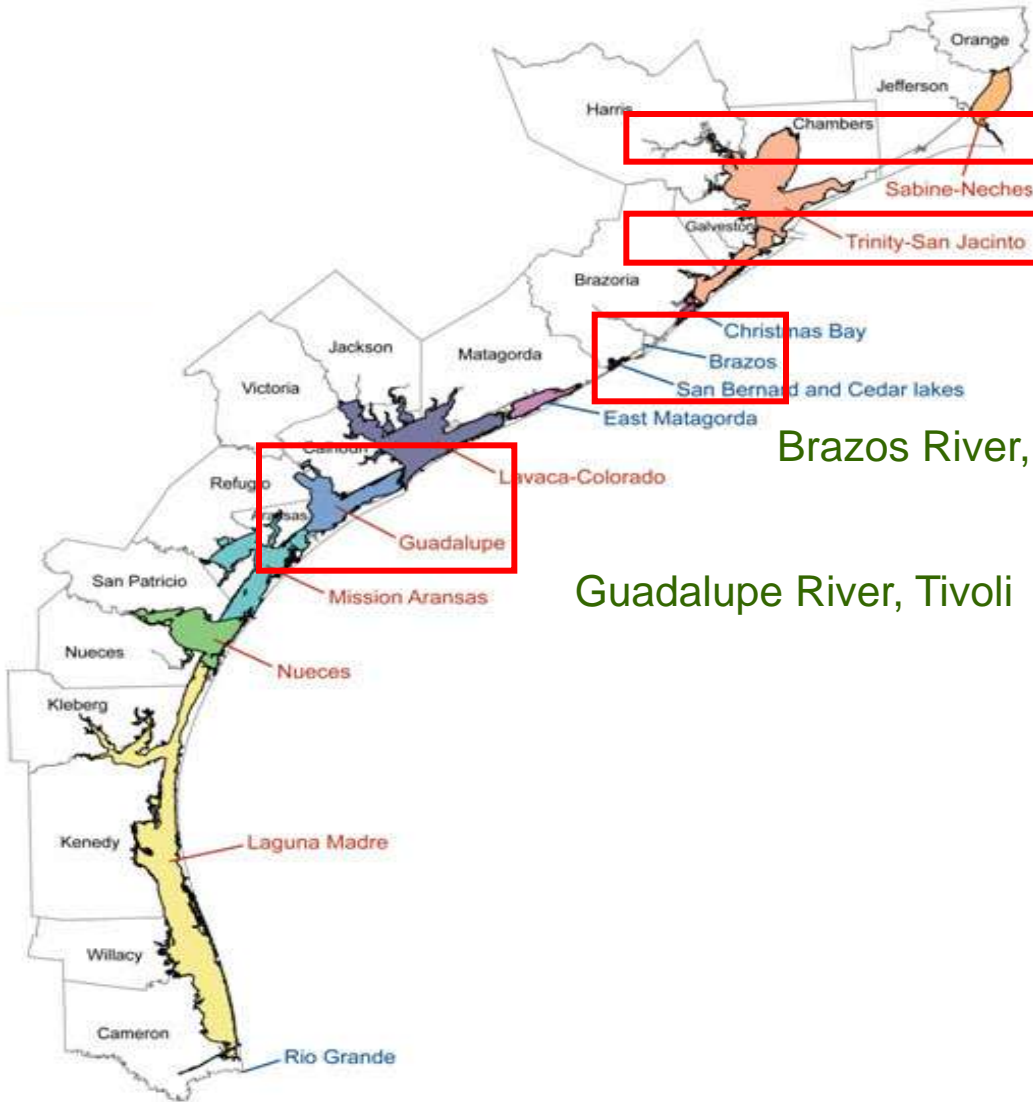 Orange
Jefferson
Harris
Chambers
Sabine-Neches
Galveston
Trinity-San Jacinto
Brazoria
Christmas Bay
Jackson
Matagorda
Brazos
Victoria
San Bernard and Cedar lakes
East Matagorda
Brazos River,
Calhoun
Lavaca-Colorado
Refugio
Aransas
Guadalupe
San Patricio
Mission Aransas
Guadalupe River, Tivoli
Nueces
Nueces
Kleberg
Kenedy
Laguna Madre
Willacy
Cameron
Rio Grande